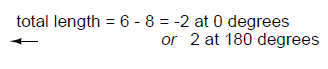 total length = 6 - 8 = -2 at 0 degrees
or 2 at 180 degrees